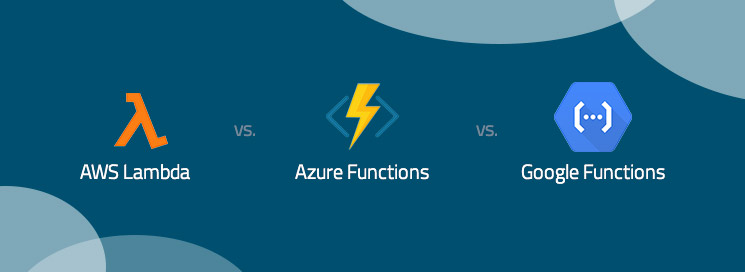 vs.
vs.
AWS Lambda
Azure Functions
Google Functions